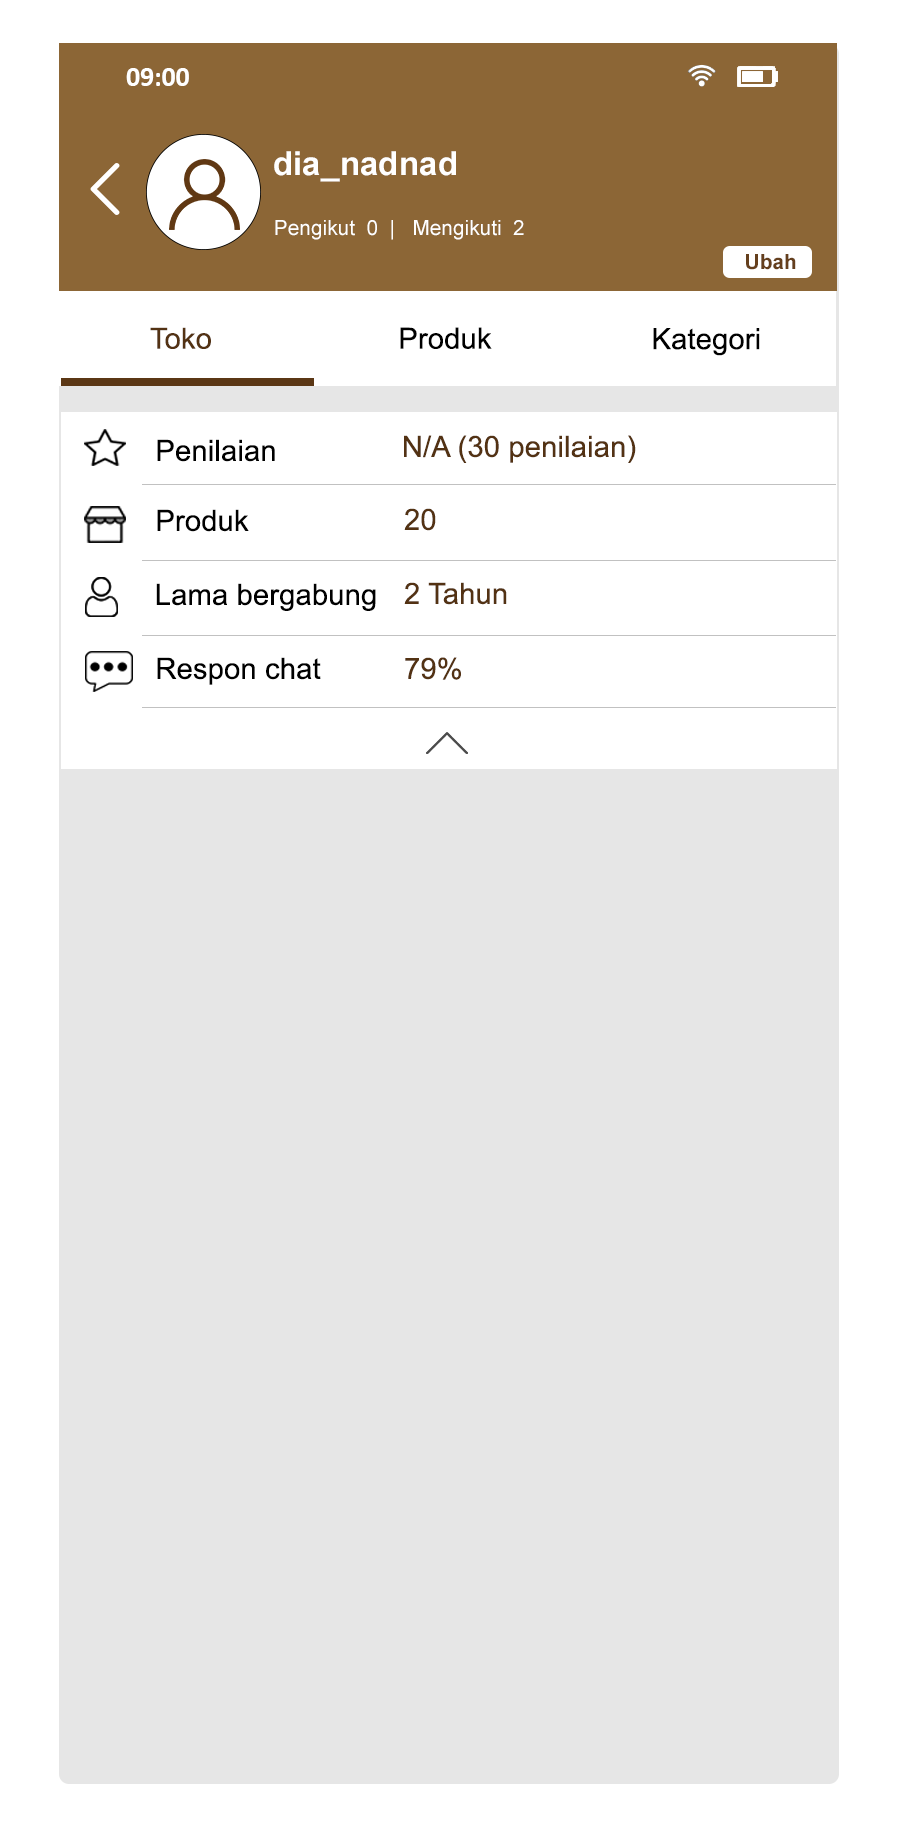 09:00
dia_nadnad
Pengikut 0 | Mengikuti 2
Ubah
Toko Produk Kategori
Penilaian N/A (30 penilaian)
Produk 20
Lama bergabung 2 Tahun
Respon chat 79%